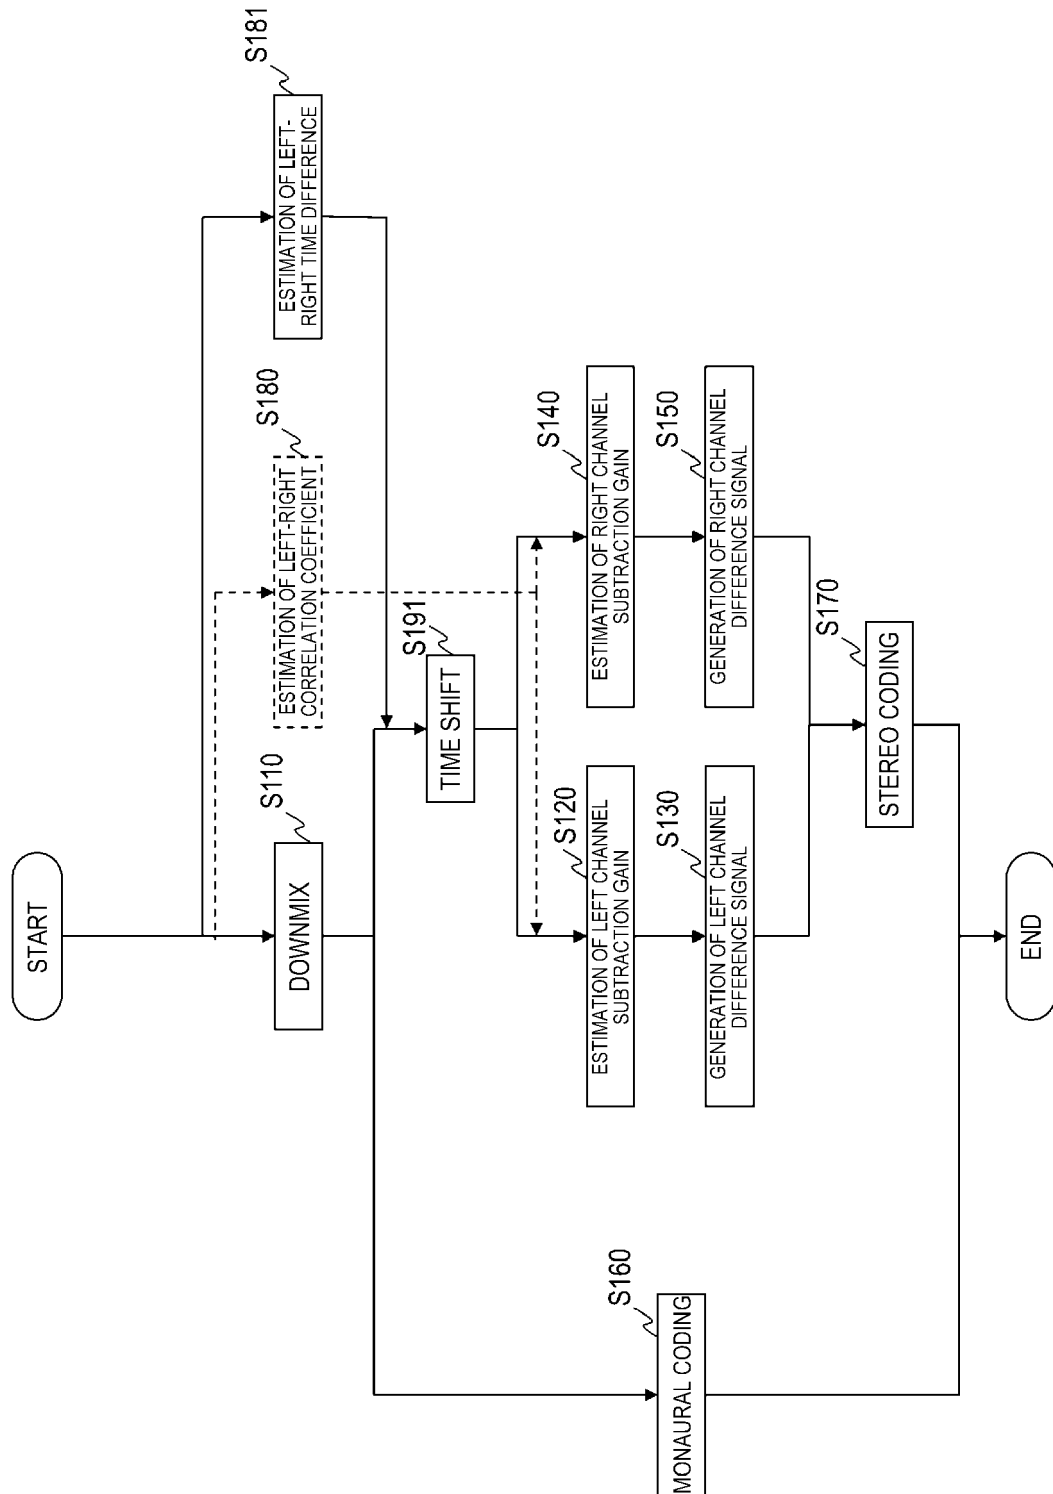 START
S110
DOWNMIX
S180
ESTIMATION OF LEFT-RIGHT
CORRELATION COEFFICIENT
S181
ESTIMATION OF LEFT-
RIGHT TIME DIFFERENCE
S191
TIME SHIFT
S120
ESTIMATION OF LEFT CHANNEL
SUBTRACTION GAIN
S140
ESTIMATION OF RIGHT CHANNEL
SUBTRACTION GAIN
S160
MONAURAL CODING
S130
GENERATION OF LEFT CHANNEL
DIFFERENCE SIGNAL
S150
GENERATION OF RIGHT CHANNEL
DIFFERENCE SIGNAL
S170
STEREO CODING
END